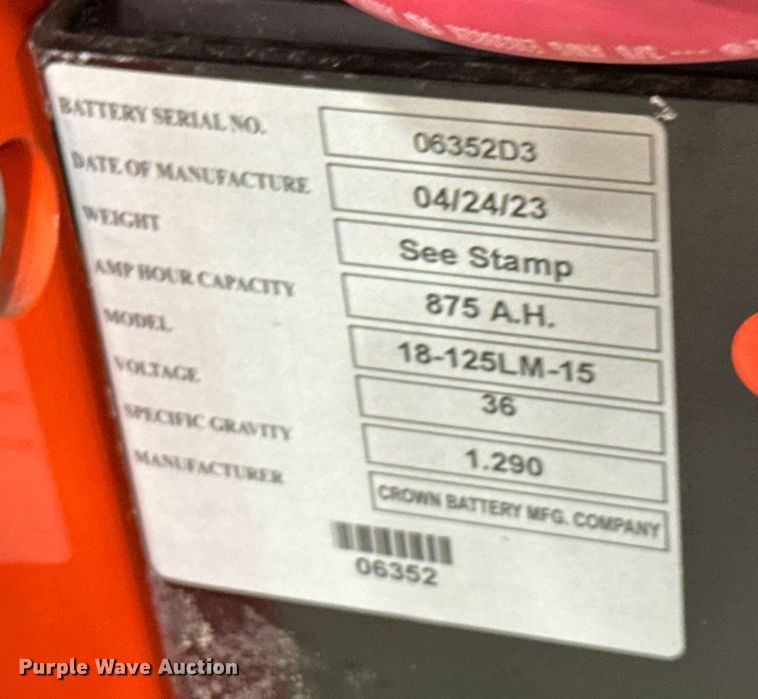 BATTERY SERIAL NO. 06352D3
DATE OF MANUFACTURE 04/24/23
WEIGHT See Stamp
AMP HOUR CAPACITY 875 A.H.
MODEL 18-125LM-15
VOLTAGE 36
SPECIFIC GRAVITY 1.290
MANUFACTURER CROWN BATTERY MFG. COMPANY
06352
Purple Wave Auction